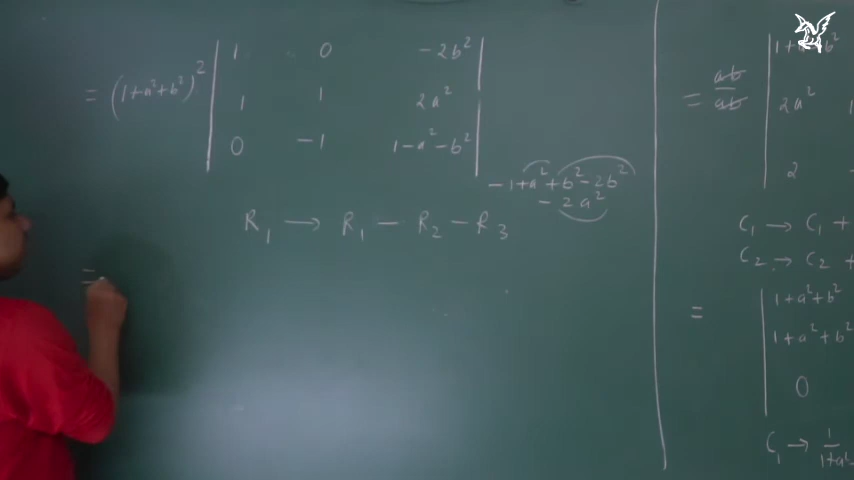 = (1+a²+b²)² | 1 0 -2b² |
| 1 1 2a² |
| 0 -1 1-a²-b² |
-1+a²+b²-2b²
-2a²
R₁ → R₁ - R₂ - R₃
=
= ab/ab | 1+a²-b²
2a² 1
2 -
C₁ → C₁ +
C₂ → C₂ +
= | 1+a²+b²
1+a²+b²
0
C₁ → 1/1+a²